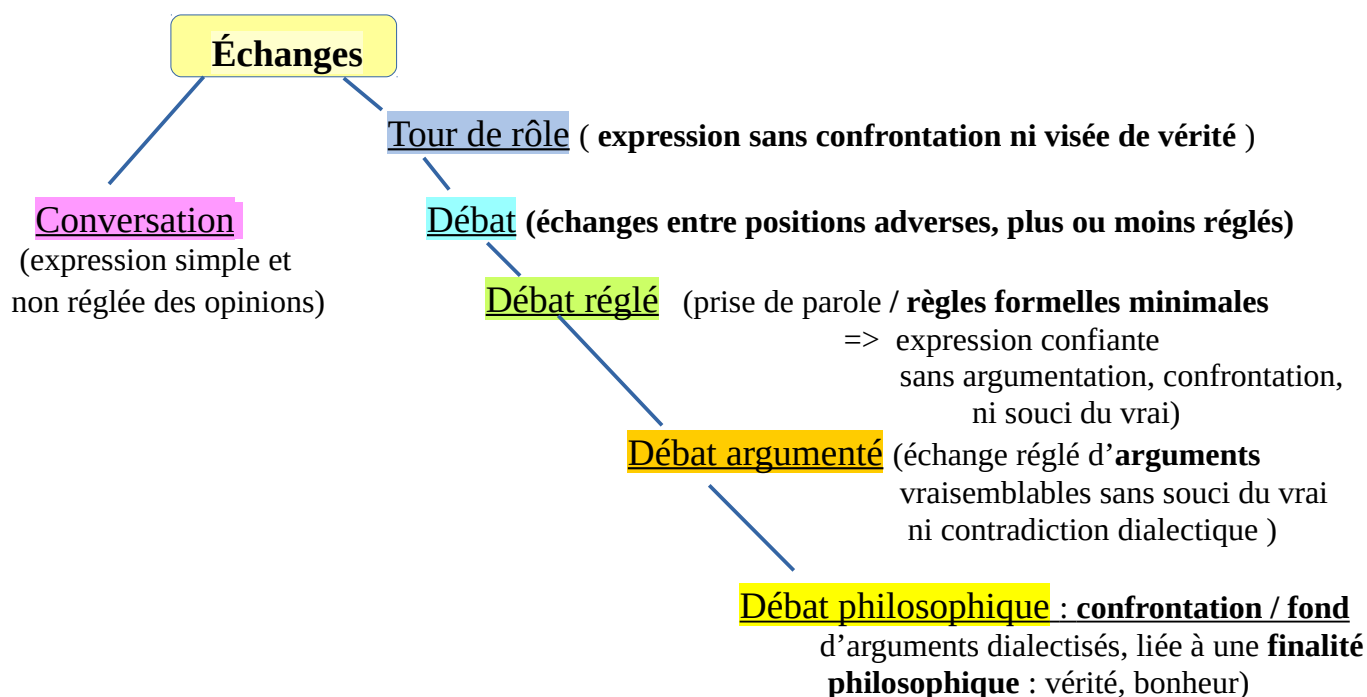 Échanges
Tour de rôle ( expression sans confrontation ni visée de vérité )
Conversation
(expression simple et
non réglée des opinions)
Débat (échanges entre positions adverses, plus ou moins réglés)
Débat réglé (prise de parole / règles formelles minimales
=> expression confiante
sans argumentation, confrontation,
ni souci du vrai)
Débat argumenté (échange réglé d’arguments
vraisemblables sans souci du vrai
ni contradiction dialectique )
Débat philosophique : confrontation / fond
d’arguments dialectisés, liée à une finalité
philosophique : vérité, bonheur)